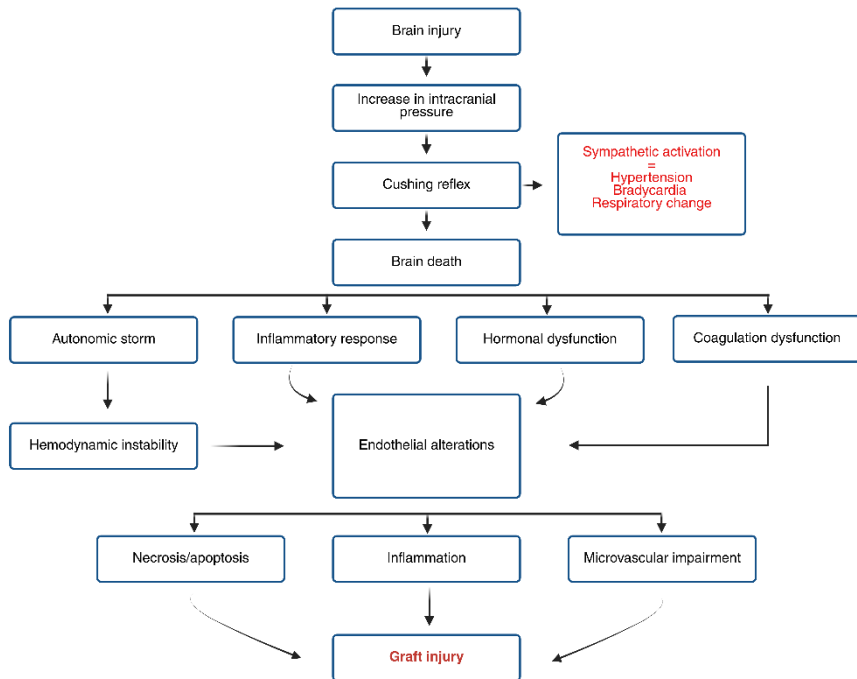 Brain injury
Increase in intracranial
pressure
Cushing reflex
Sympathetic activation
=
Hypertension
Bradycardia
Respiratory change
Brain death
Autonomic storm
Inflammatory response
Hormonal dysfunction
Coagulation dysfunction
Hemodynamic instability
Endothelial alterations
Necrosis/apoptosis
Inflammation
Microvascular impairment
Graft injury